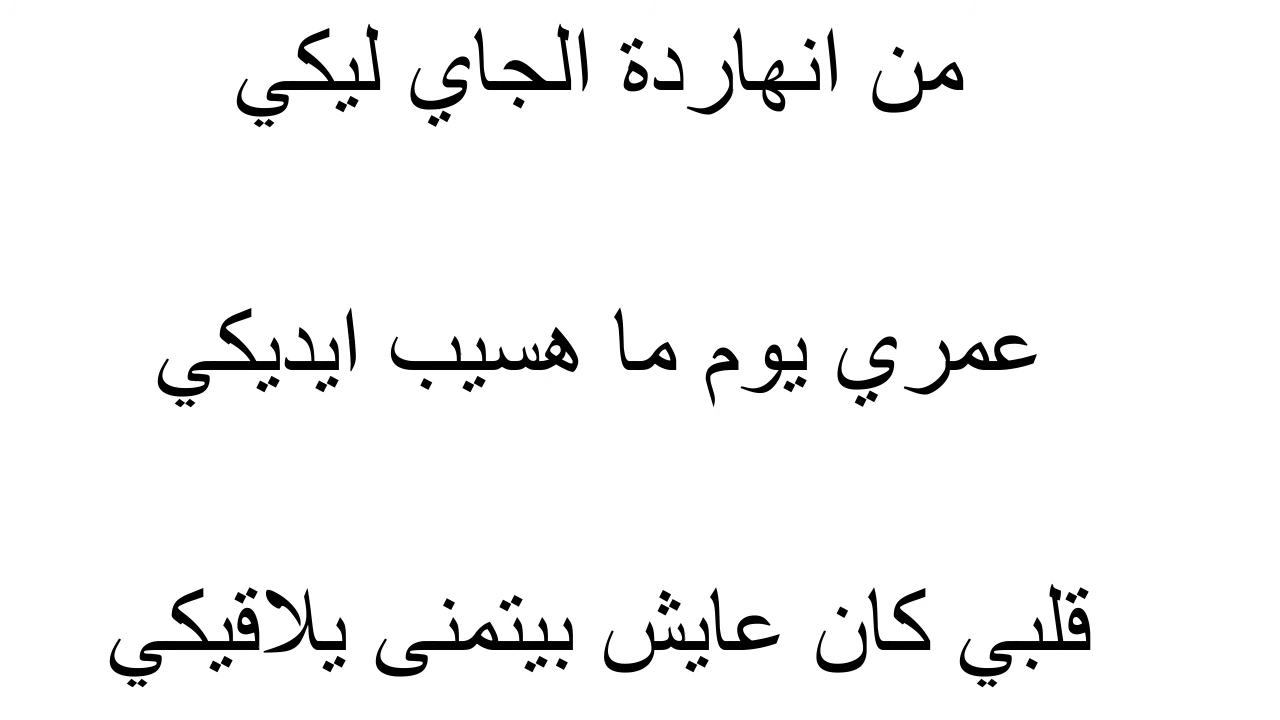 من انهاردة الجاي ليكي
عمري يوم ما هسيب ايديكي
قلبي كان عايش بيتمنى يلاقيكي